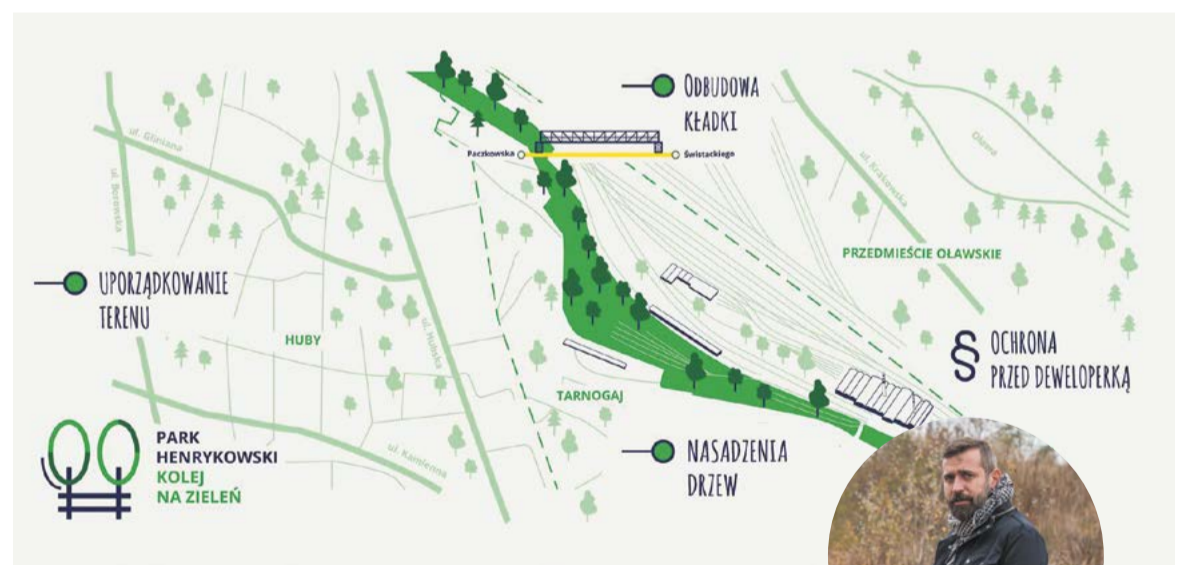 ODBUDOWA
KŁADKI
ul. Gliniana
ul. Borowska
Paczkowska
Świstackiego
Oława
ul. Krakowska
PRZEDMIEŚCIE OŁAWSKIE
UPORZĄDKOWANIE
TERENU
HUBY
ul. Hubska
§ OCHRONA
PRZED DEWELOPERKĄ
TARNOGAJ
PARK
HENRYKOWSKI
KOLEJ
NA ZIELEŃ
ul. Kamienna
NASADZENIA
DRZEW